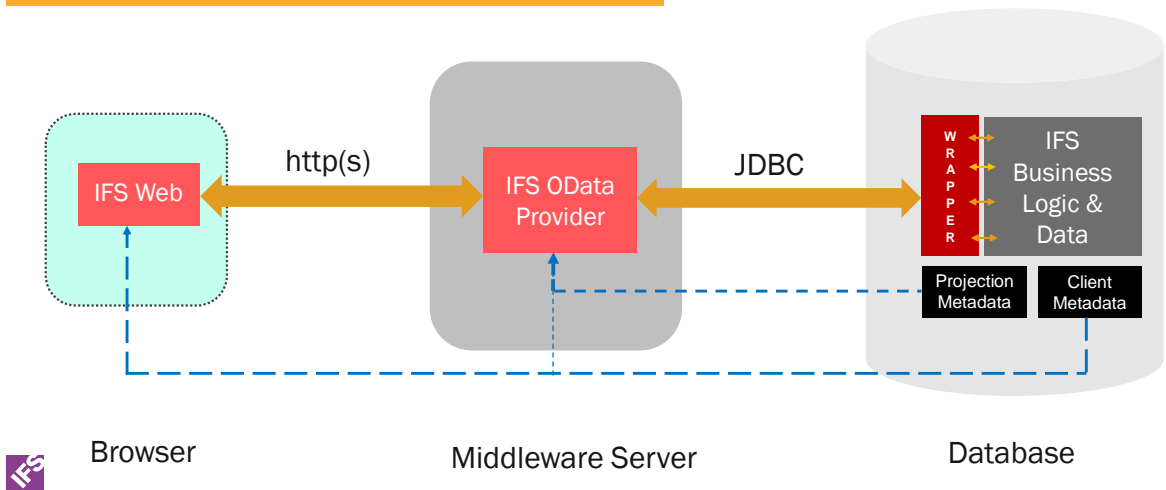 http(s)
JDBC
IFS Web
IFS OData
Provider
W
R
A
P
P
E
R
IFS
Business
Logic &
Data
Projection
Metadata
Client
Metadata
Browser
Middleware Server
Database
IFS